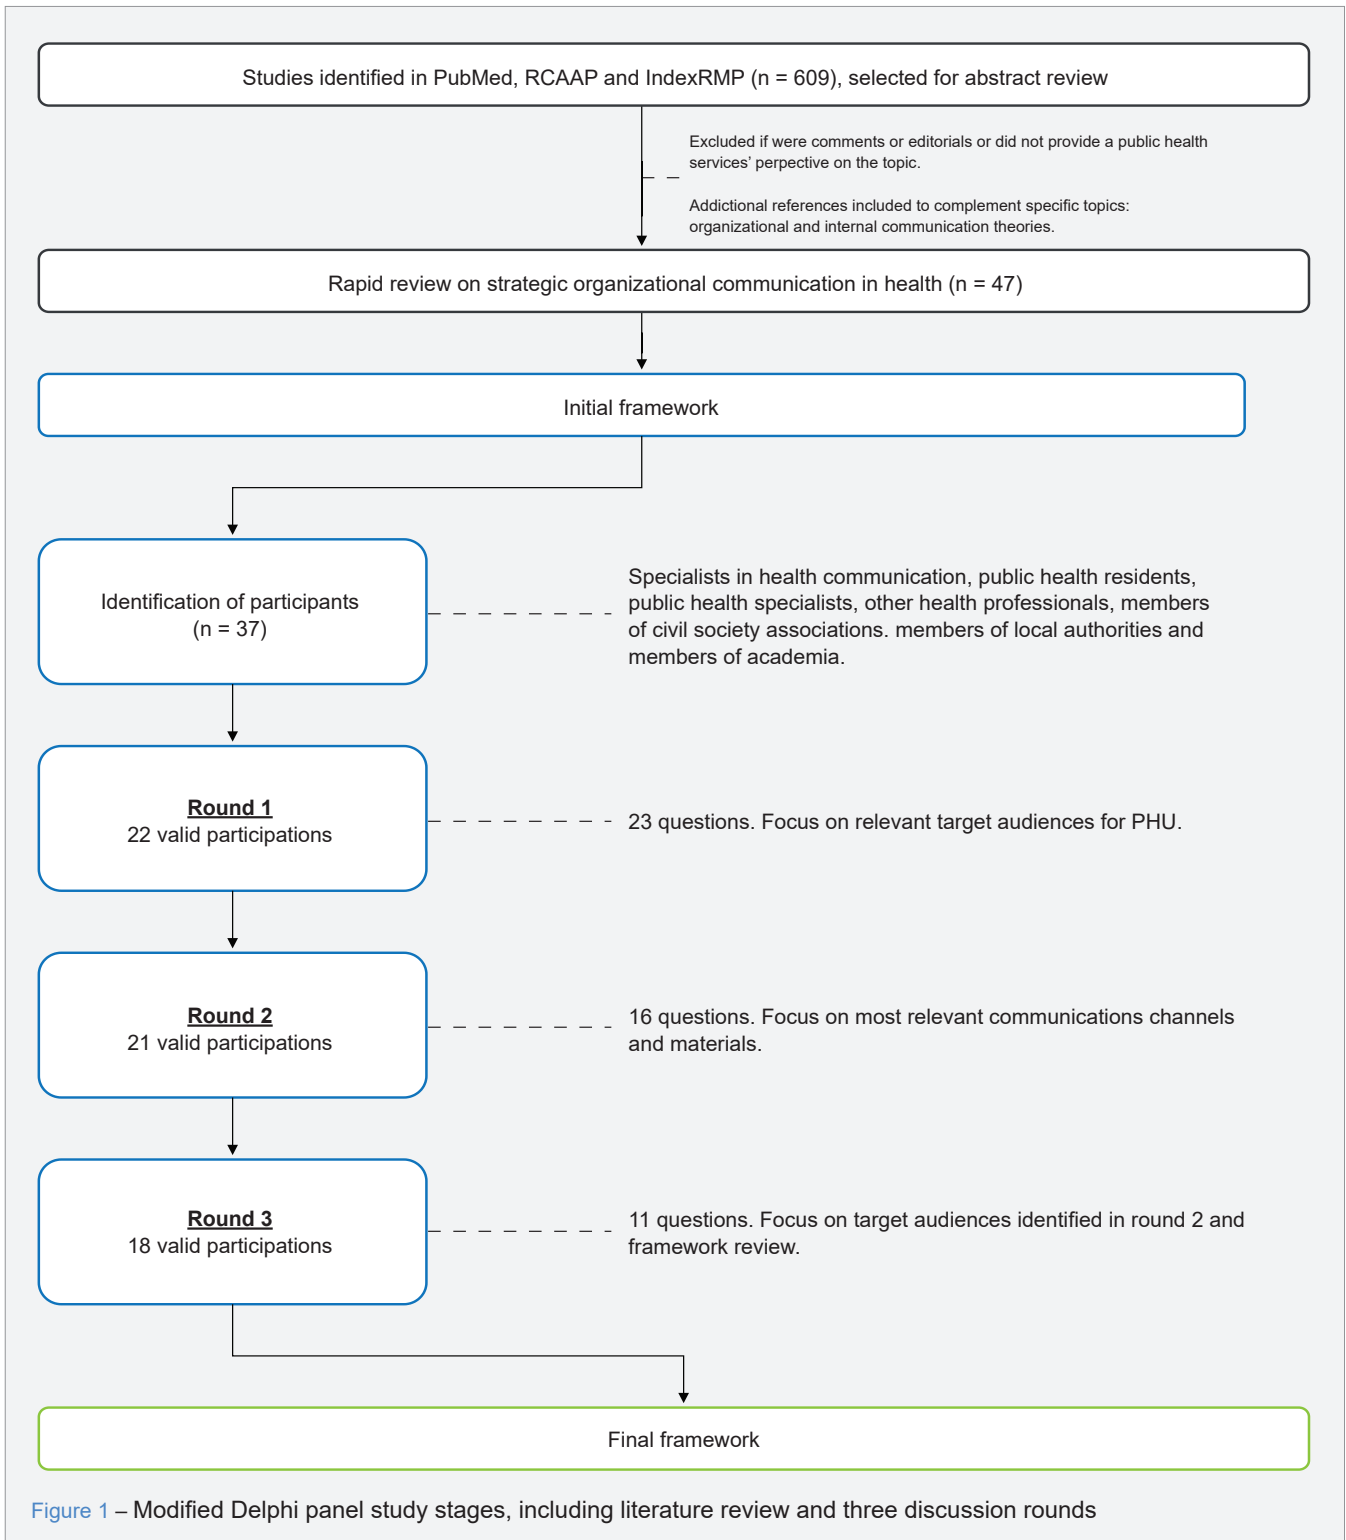 Studies identified in PubMed, RCAAP and IndexRMP (n = 609), selected for abstract review
Excluded if were comments or editorials or did not provide a public health
services’ perpective on the topic.
Addictional references included to complement specific topics:
organizational and internal communication theories.
Rapid review on strategic organizational communication in health (n = 47)
Initial framework
Identification of participants
(n = 37)
Specialists in health communication, public health residents,
public health specialists, other health professionals, members
of civil society associations. members of local authorities and
members of academia.
Round 1
22 valid participations
23 questions. Focus on relevant target audiences for PHU.
Round 2
21 valid participations
16 questions. Focus on most relevant communications channels
and materials.
Round 3
18 valid participations
11 questions. Focus on target audiences identified in round 2 and
framework review.
Final framework
Figure 1 – Modified Delphi panel study stages, including literature review and three discussion rounds